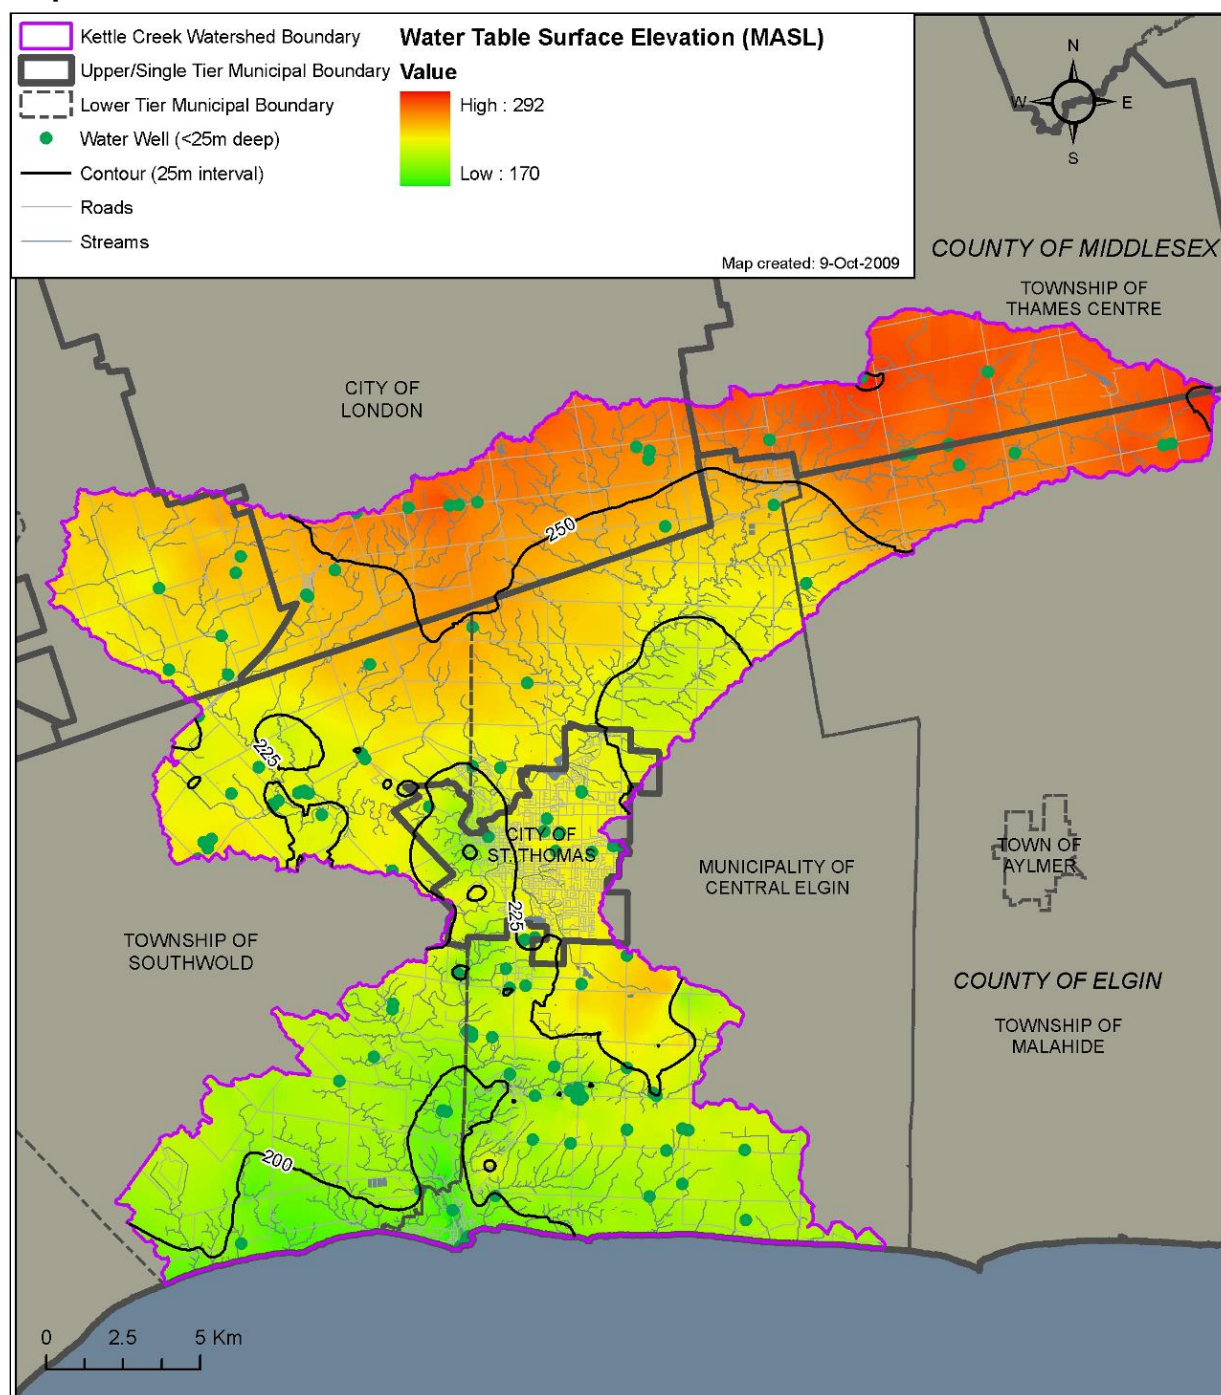 Kettle Creek Watershed Boundary
Upper/Single Tier Municipal Boundary
Lower Tier Municipal Boundary
Water Well (<25m deep)
Contour (25m interval)
Roads
Streams
Water Table Surface Elevation (MASL)
Value
High : 292
Low : 170
Map created: 9-Oct-2009
N
W
E
S
COUNTY OF MIDDLESEX
TOWNSHIP OF
THAMES CENTRE
CITY OF
LONDON
250
225
CITY OF
ST. THOMAS
MUNICIPALITY OF
CENTRAL ELGIN
TOWN OF
AYLMER
225
TOWNSHIP OF
SOUTHWOLD
COUNTY OF ELGIN
TOWNSHIP OF
MALAHIDE
200
0 2.5 5 Km